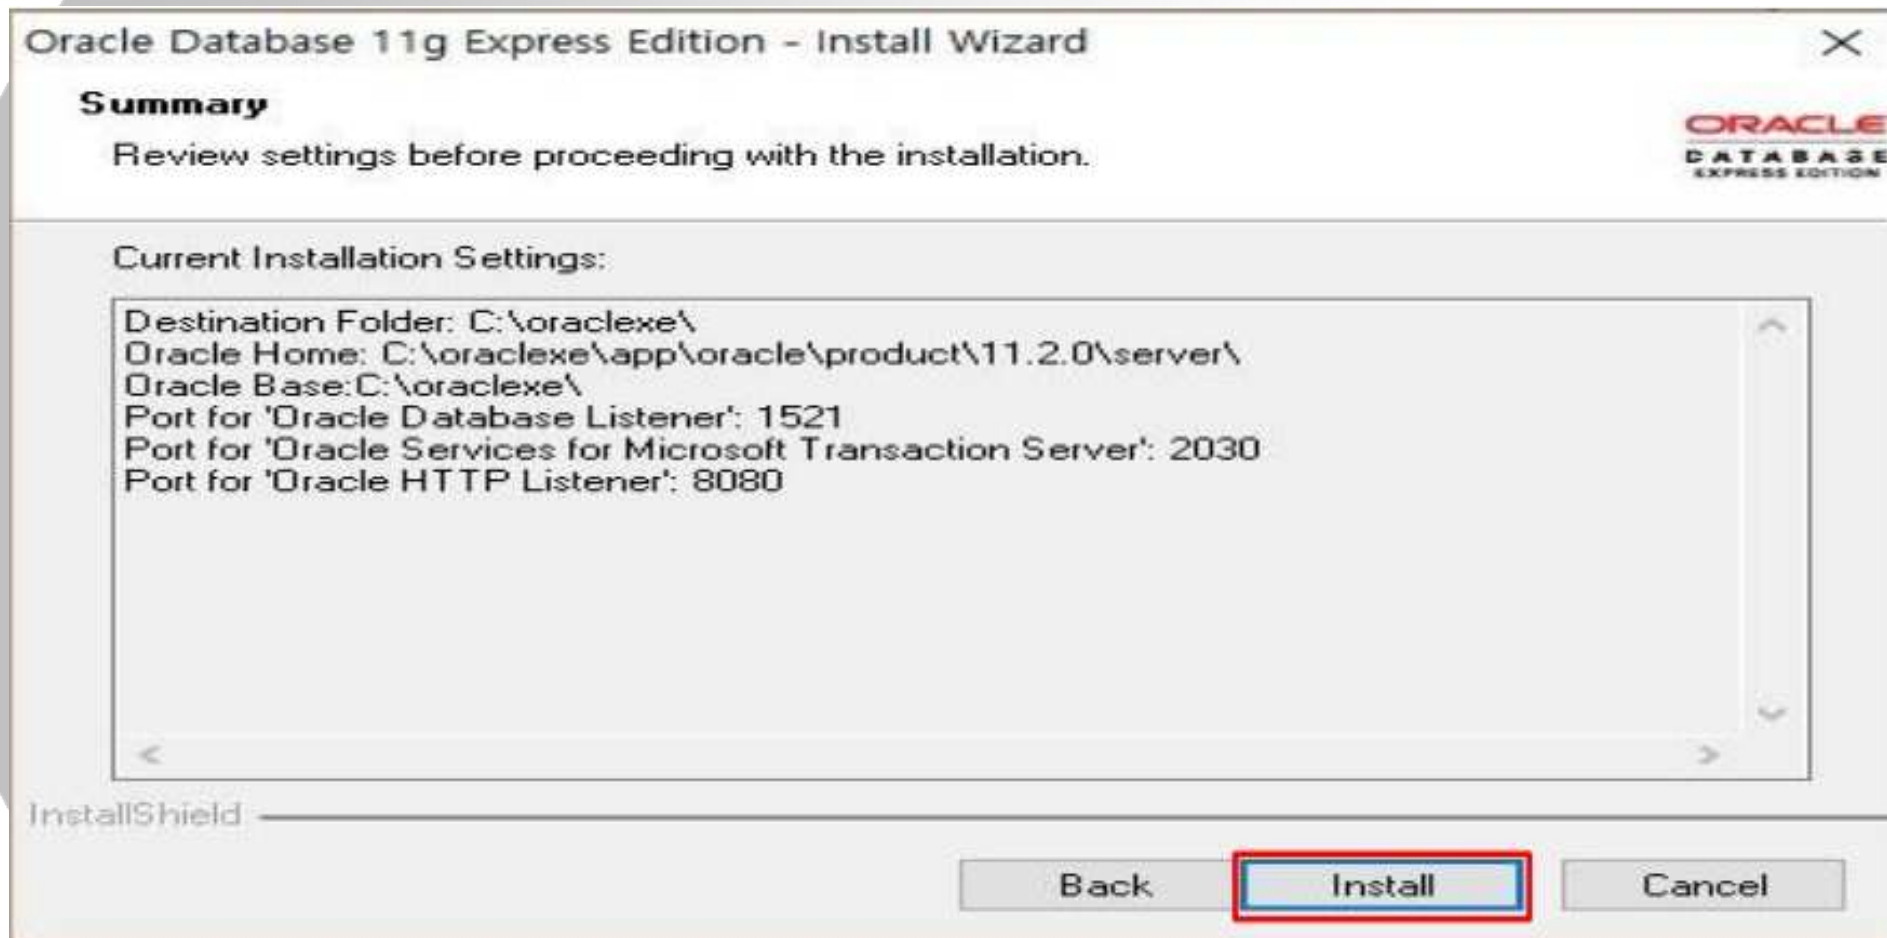 Oracle Database 11g Express Edition - Install Wizard
Summary
Review settings before proceeding with the installation.
ORACLE
DATABASE
EXPRESS EDITION
Current Installation Settings:
Destination Folder: C:\oraclexe\
Oracle Home: C:\oraclexe\app\oracle\product\11.2.0\server\
Oracle Base:C:\oraclexe\
Port for 'Oracle Database Listener': 1521
Port for 'Oracle Services for Microsoft Transaction Server': 2030
Port for 'Oracle HTTP Listener': 8080
InstallShield
Back Install Cancel